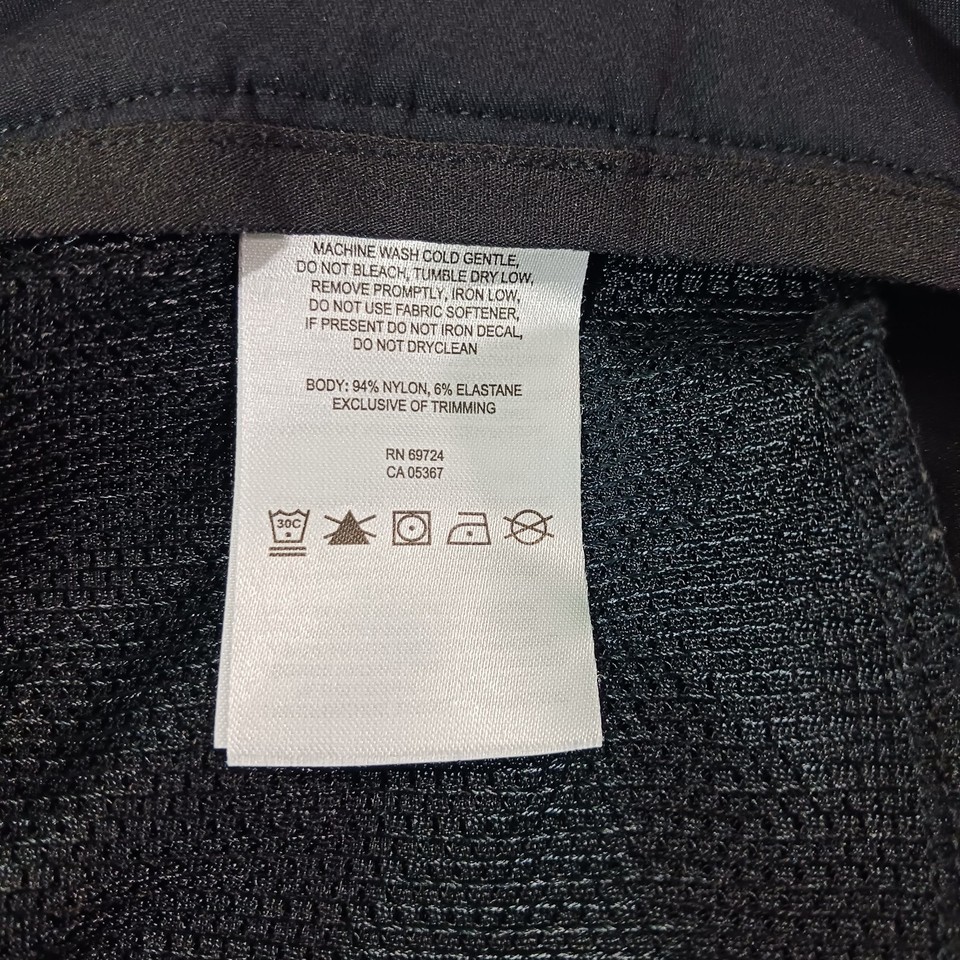 MACHINE WASH COLD GENTLE,
DO NOT BLEACH, TUMBLE DRY LOW,
REMOVE PROMPTLY, IRON LOW,
DO NOT USE FABRIC SOFTENER,
IF PRESENT DO NOT IRON DECAL,
DO NOT DRYCLEAN
BODY: 94% NYLON, 6% ELASTANE
EXCLUSIVE OF TRIMMING
RN 69724
CA 05367
30C